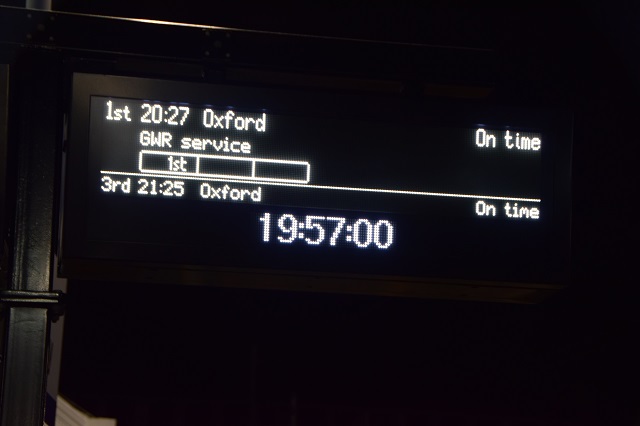 1st 20:27 Oxford On time
GWR service
1st
3rd 21:25 Oxford On time
19:57:00